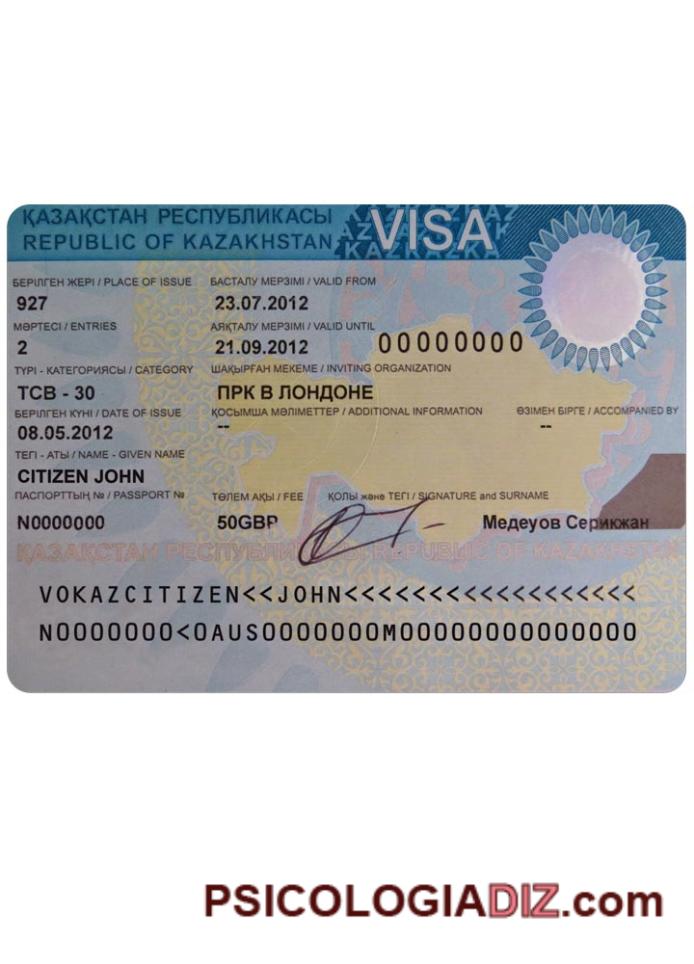 ҚАЗАҚСТАН РЕСПУБЛИКАСЫ
REPUBLIC OF KAZAKHSTAN
VISA
БЕРІЛГЕН ЖЕРІ / PLACE OF ISSUE БАСТАЛУ МЕРЗІМІ / VALID FROM
927 23.07.2012
МӘРТЕСІ / ENTRIES АЯҚТАЛУ МЕРЗІМІ / VALID UNTIL
2 21.09.2012 00000000
ТҮРІ - КАТЕГОРИЯСЫ / CATEGORY ШАҚЫРҒАН МЕКЕМЕ / INVITING ORGANIZATION
ТСВ - 30 ПРК В ЛОНДОНЕ
БЕРІЛГЕН КҮНІ / DATE OF ISSUE ҚОСЫМША МӘЛІМЕТТЕР / ADDITIONAL INFORMATION ӨЗІМЕН БІРГЕ / ACCOMPANIED BY
08.05.2012 -- --
ТЕГІ - АТЫ / NAME - GIVEN NAME
CITIZEN JOHN
ПАСПОРТТЫҢ № / PASSPORT № ТӨЛЕМ АҚЫ / FEE ҚОЛЫ және ТЕГІ / SIGNATURE and SURNAME
N0000000 50GBP Медеуов Серикжан
ҚАЗАҚСТАН РЕСПУБЛИКАСЫ REPUBLIC OF KAZAKHSTAN
VOKAZCITIZEN<<JOHN<<<<<<<<<<<<<<<<<<
N0000000<0AUS0000000M00000000000000
PSICOLOGIADIZ.com